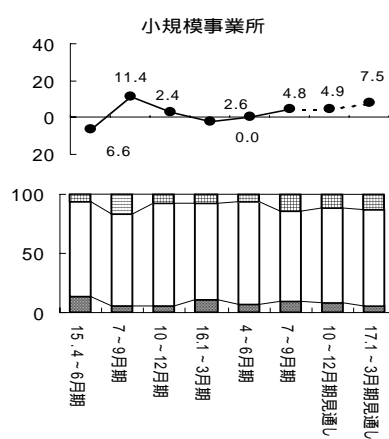 小規模事業所
40
20
0
20
6.6
11.4
2.4
2.6
0.0
4.8
4.9
7.5
100
50
0
15.4~6月期
7~9月期
10~12月期
16.1~3月期
4~6月期
7~9月期
10~12月期見通し
17.1~3月期見通し